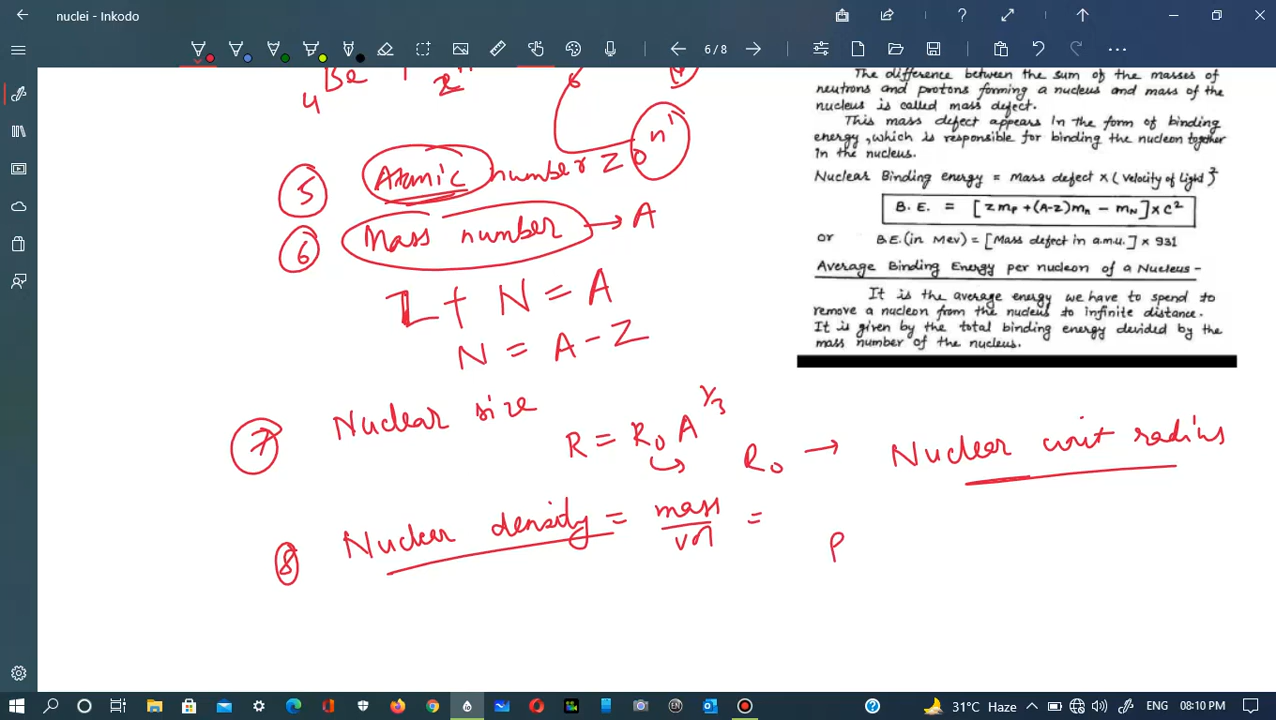 nuclei - Inkodo
6/8
4 Be
⑤ Atomic number Z 0 n¹
⑥ Mass number → A
Z + N = A
N = A - Z
⑦ Nuclear size
R = R₀ A^1/3
R₀ → Nuclear unit radius
⑧ Nuclear density = mass/vol =
ρ
The difference between the sum of the masses of
neutrons and protons forming a nucleus and mass of the
nucleus is called mass defect.
This mass defect appears in the form of binding
energy, which is responsible for binding the nucleon together
in the nucleus.
Nuclear Binding energy = Mass defect × (Velocity of Light)²
B.E. = [Zmp + (A-Z)mn - mN] × c²
or B.E.(in Mev) = [Mass defect in a.m.u.] × 931
Average Binding Energy per nucleon of a Nucleus-
It is the average energy we have to spend to
remove a nucleon from the nucleus to infinite distance.
It is given by the total binding energy devided by the
mass number of the nucleus.
31°C Haze ENG 08:10 PM